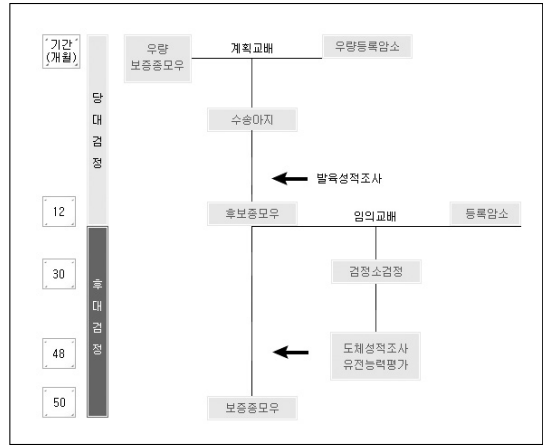 기간
(개월)
우량
보증종모우
계획교배
우량등록암소
당
대
검
정
수송아지
발육성적조사
12
후보종모우
임의교배
등록암소
30
검정소검정
후
대
검
정
48
도체성적조사
유전능력평가
50
보증종모우